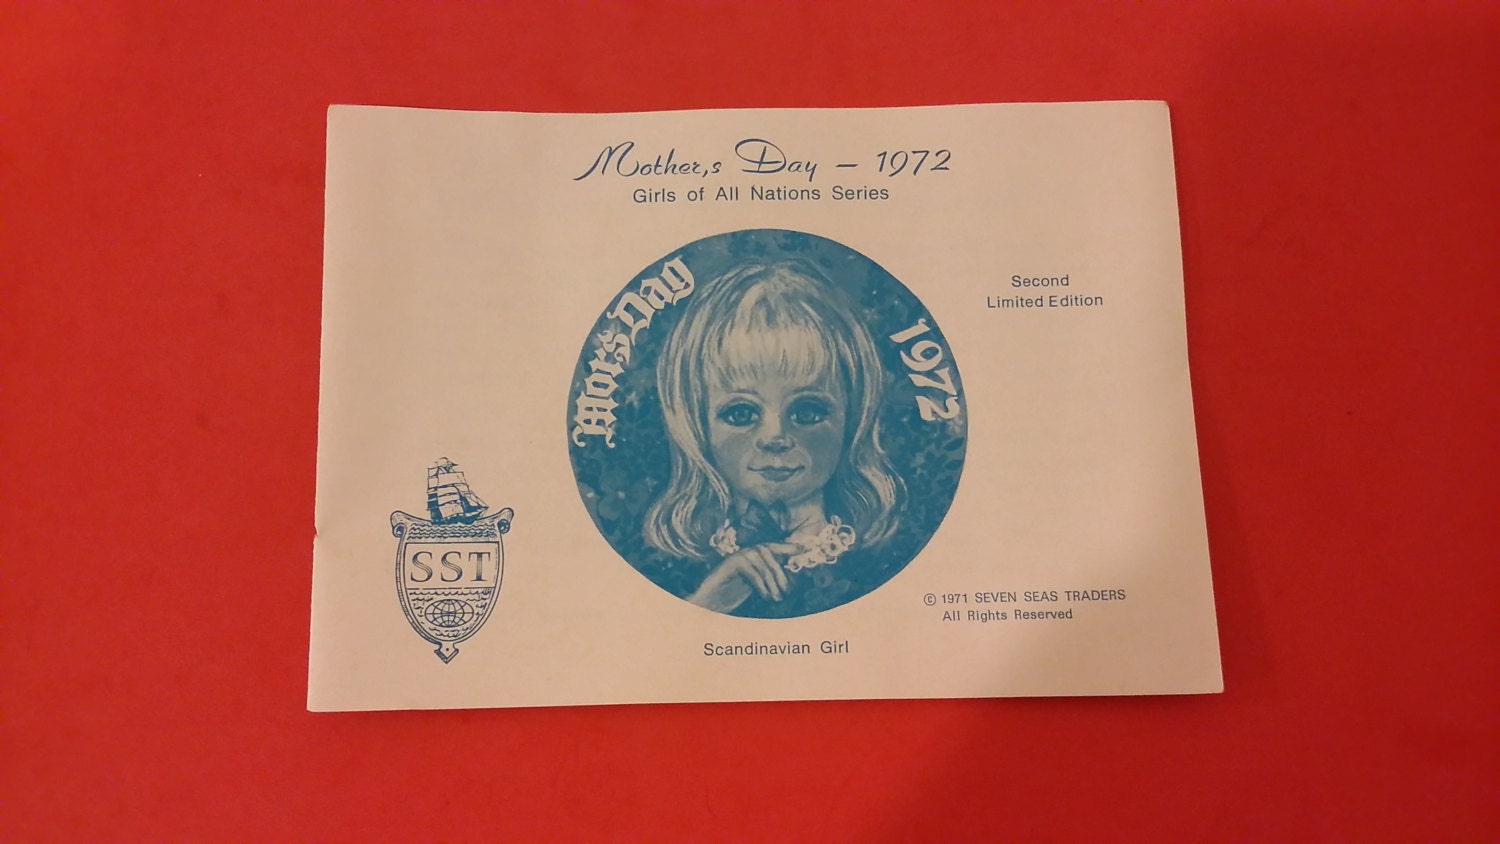 Mother,s Day – 1972
Girls of All Nations Series
Second
Limited Edition
Mors Dag
1972
SST
© 1971 SEVEN SEAS TRADERS
All Rights Reserved
Scandinavian Girl